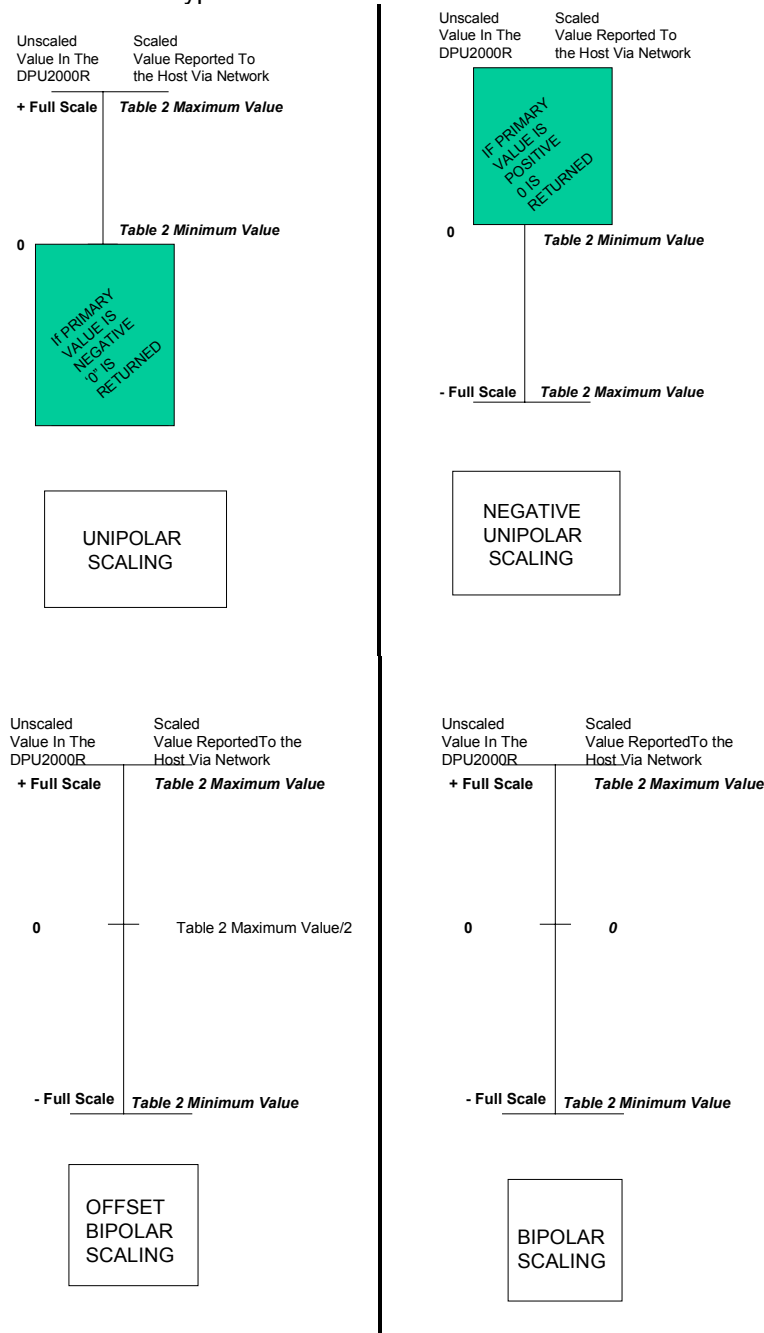 Unscaled
Value In The
DPU2000R
Scaled
Value Reported To
the Host Via Network
+ Full Scale
Table 2 Maximum Value
Table 2 Minimum Value
0
If PRIMARY
VALUE IS
NEGATIVE
“0” IS
RETURNED
UNIPOLAR
SCALING
Unscaled
Value In The
DPU2000R
Scaled
Value Reported To
the Host Via Network
IF PRIMARY
VALUE IS
POSITIVE
0 IS
RETURNED
0
Table 2 Minimum Value
- Full Scale
Table 2 Maximum Value
NEGATIVE
UNIPOLAR
SCALING
Unscaled
Value In The
DPU2000R
Scaled
Value ReportedTo the
Host Via Network
+ Full Scale
Table 2 Maximum Value
0
Table 2 Maximum Value/2
- Full Scale
Table 2 Minimum Value
OFFSET
BIPOLAR
SCALING
Unscaled
Value In The
DPU2000R
Scaled
Value ReportedTo the
Host Via Network
+ Full Scale
Table 2 Maximum Value
0
0
- Full Scale
Table 2 Minimum Value
BIPOLAR
SCALING